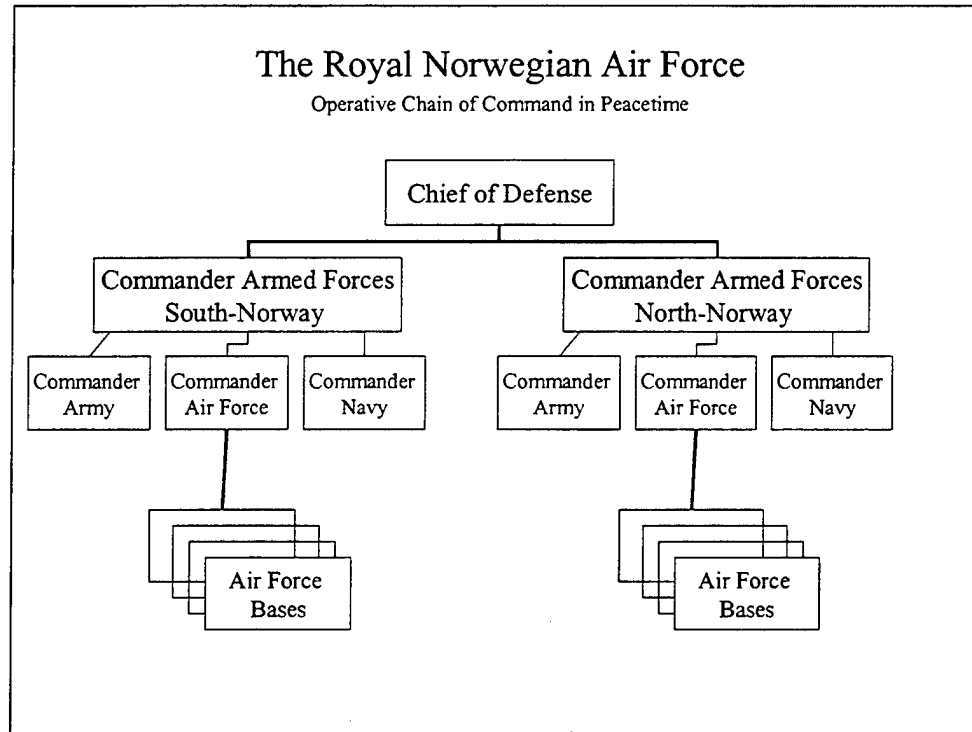 The Royal Norwegian Air Force
Operative Chain of Command in Peacetime
Chief of Defense
Commander Armed Forces
South-Norway
Commander Armed Forces
North-Norway
Commander
Army
Commander
Air Force
Commander
Navy
Commander
Army
Commander
Air Force
Commander
Navy
Air Force
Bases
Air Force
Bases